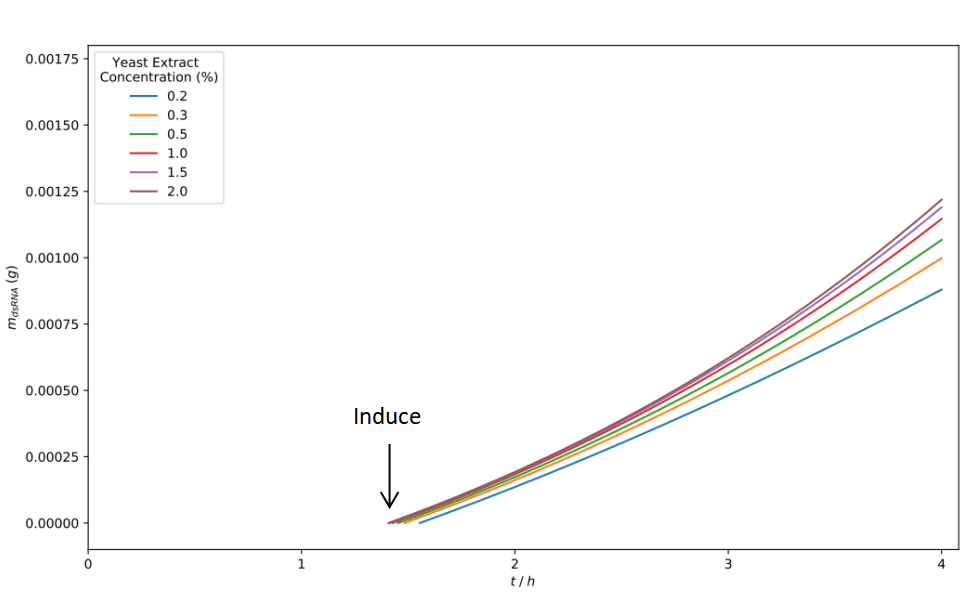 0.00175
0.00150
0.00125
0.00100
0.00075
0.00050
0.00025
0.00000
m_dsRNA (g)
Yeast Extract
Concentration (%)
0.2
0.3
0.5
1.0
1.5
2.0
Induce
0 1 2 3 4
t / h